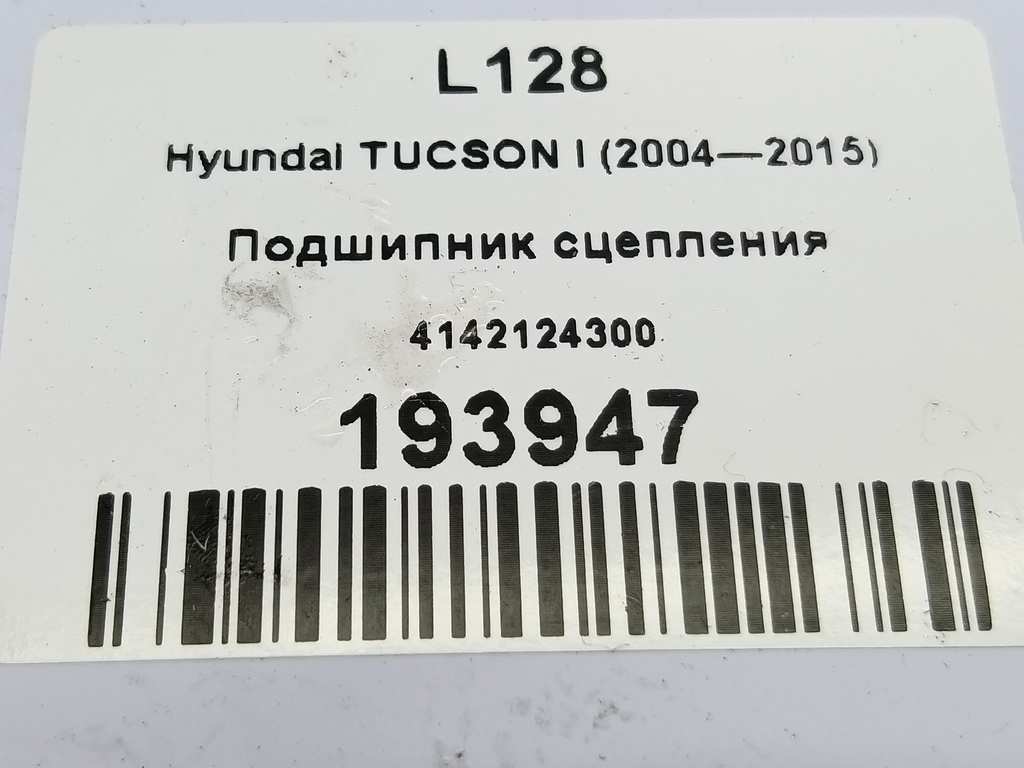 L128
Hyundai TUCSON I (2004—2015)
Подшипник сцепления
4142124300
193947